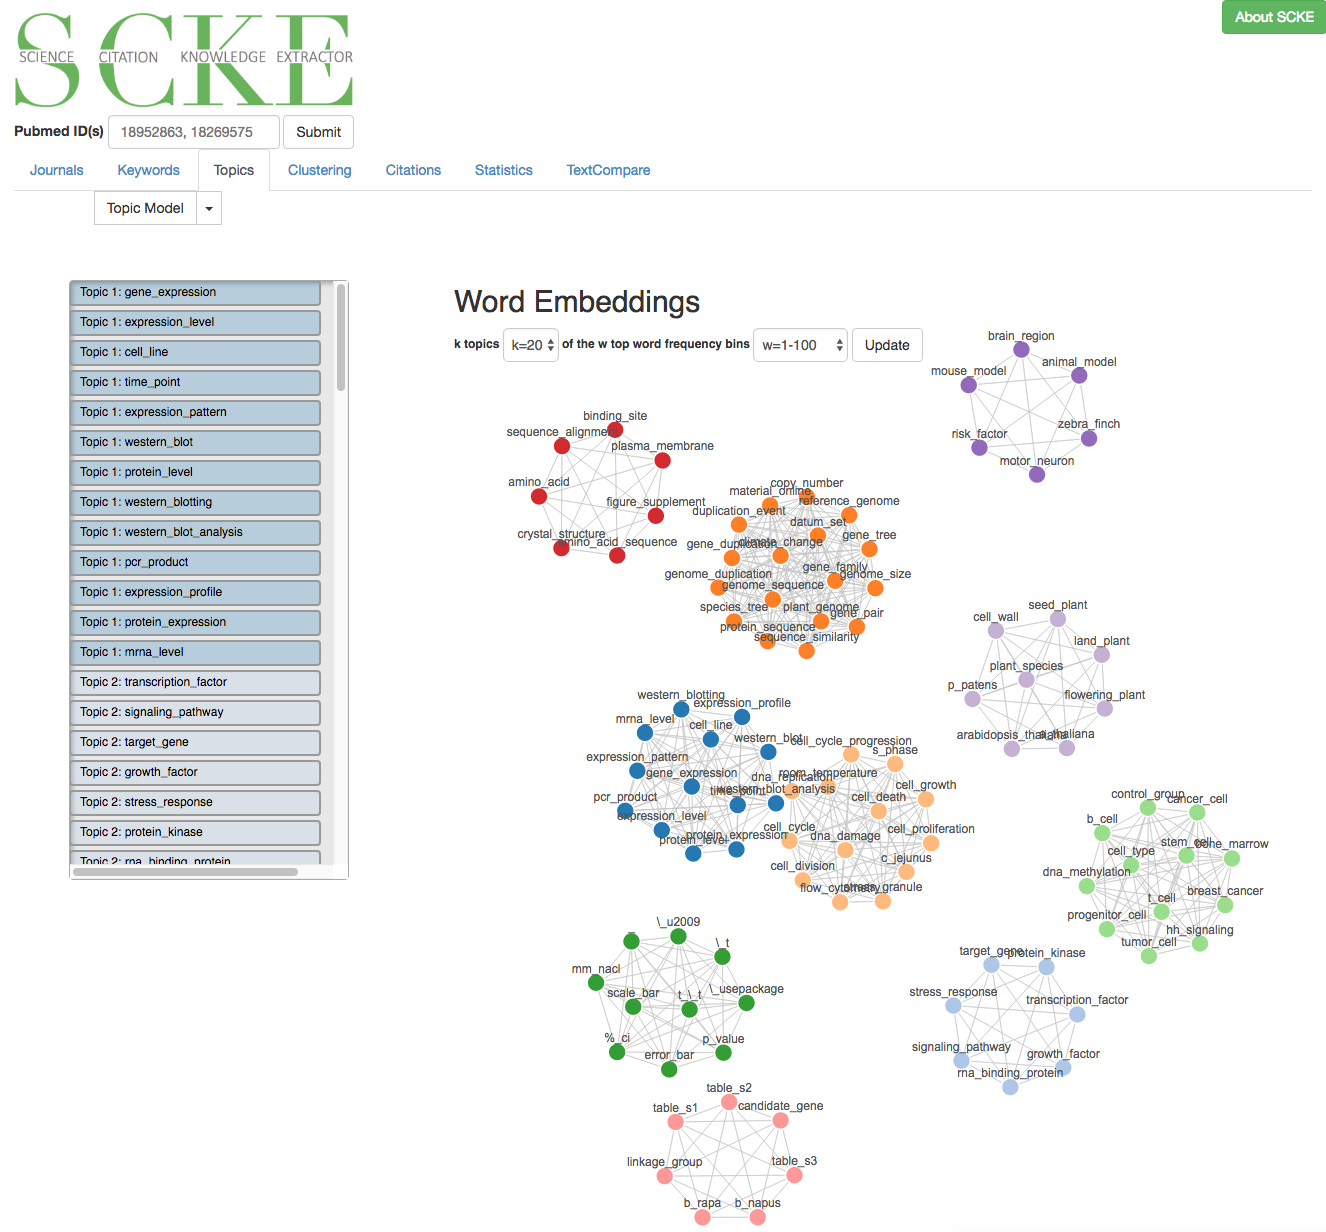 About SCKE
SCKE
SCIENCE CITATION KNOWLEDGE EXTRACTOR
Pubmed ID(s) 18952863, 18269575 Submit
Journals Keywords Topics Clustering Citations Statistics TextCompare
Topic Model
Topic 1: gene_expression
Topic 1: expression_level
Topic 1: cell_line
Topic 1: time_point
Topic 1: expression_pattern
Topic 1: western_blot
Topic 1: protein_level
Topic 1: western_blotting
Topic 1: western_blot_analysis
Topic 1: pcr_product
Topic 1: expression_profile
Topic 1: protein_expression
Topic 1: mrna_level
Topic 2: transcription_factor
Topic 2: signaling_pathway
Topic 2: target_gene
Topic 2: growth_factor
Topic 2: stress_response
Topic 2: protein_kinase
Topic 2: rna_binding_protein
Word Embeddings
k topics k=20 of the w top word frequency bins w=1-100 Update
brain_region
animal_model
mouse_model
zebra_finch
risk_factor
motor_neuron
binding_site
sequence_alignment
plasma_membrane
amino_acid
figure_supplement
crystal_structure
amino_acid_sequence
copy_number
material_online
reference_genome
duplication_event
datum_set
gene_tree
gene_duplication
climate_change
gene_family
genome_duplication
genome_size
genome_sequence
species_tree
plant_genome
gene_pair
protein_sequence
sequence_similarity
seed_plant
cell_wall
land_plant
plant_species
p_patens
flowering_plant
arabidopsis_thaliana
a_thaliana
western_blotting
expression_profile
mrna_level
cell_line
western_blot
expression_pattern
gene_expression
pcr_product
time_point
western_blot_analysis
expression_level
protein_expression
protein_level
cell_cycle_progression
s_phase
dna_replication
room_temperature
cell_growth
cell_death
cell_cycle
dna_damage
cell_proliferation
c_jejunus
cell_division
flow_cytometry
stress_granule
control_group
cancer_cell
b_cell
stem_cell
bone_marrow
cell_type
dna_methylation
breast_cancer
t_cell
progenitor_cell
hh_signaling
tumor_cell
\_u2009
_
\_t
mm_nacl
scale_bar
t_\_t
\_usepackage
%_ci
p_value
error_bar
target_gene
protein_kinase
stress_response
transcription_factor
signaling_pathway
growth_factor
rna_binding_protein
table_s2
table_s1
candidate_gene
linkage_group
table_s3
b_rapa
b_napus